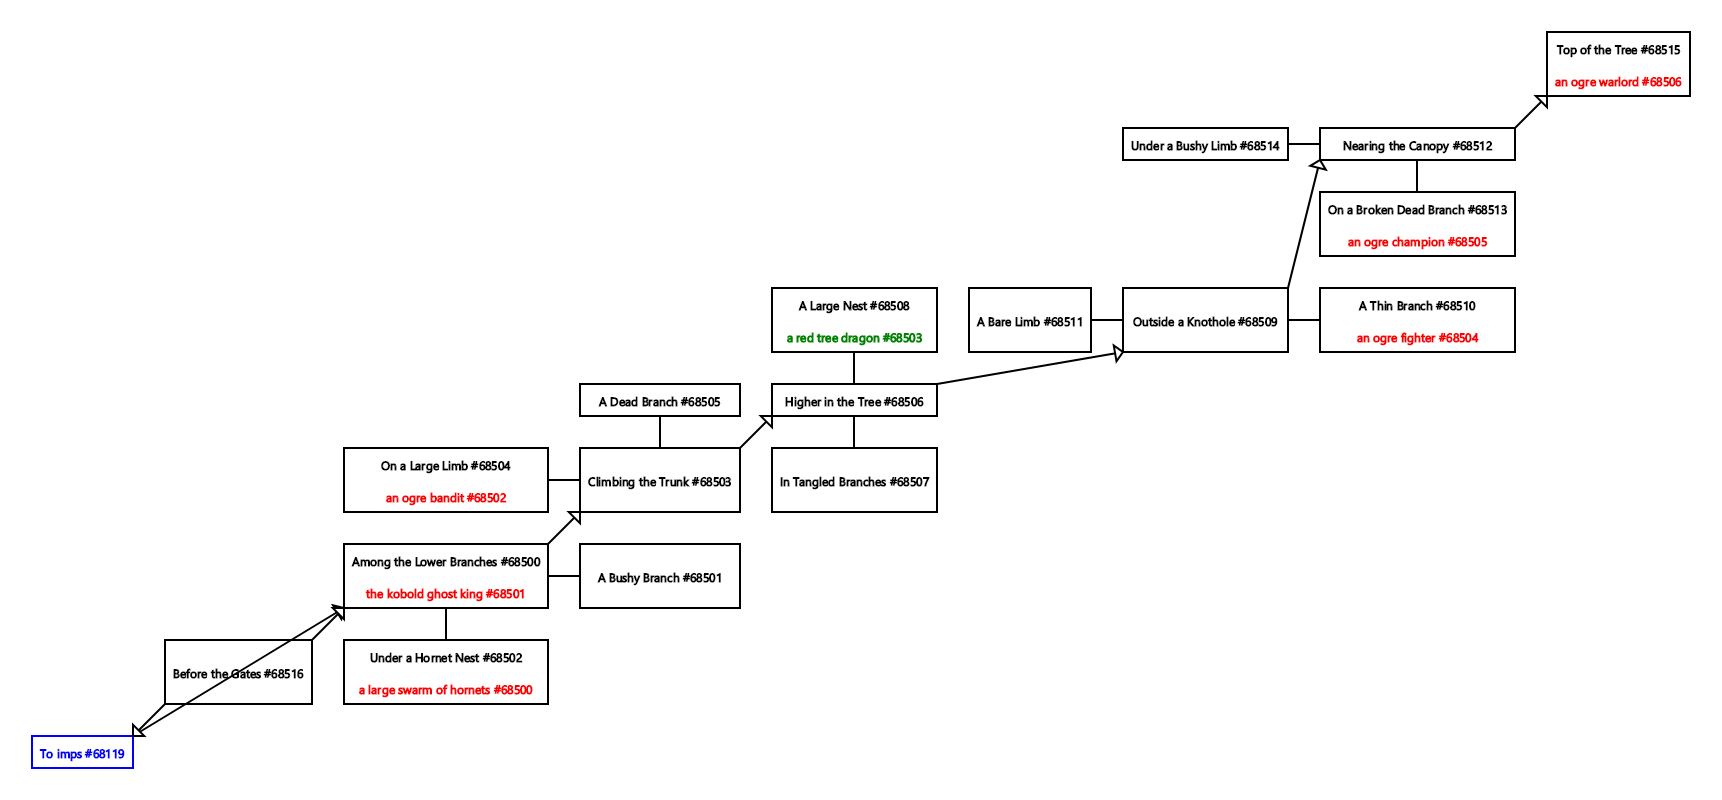 Top of the Tree #68515
an ogre warlord #68506
Under a Bushy Limb #68514
Nearing the Canopy #68512
On a Broken Dead Branch #68513
an ogre champion #68505
A Large Nest #68508
a red tree dragon #68503
A Bare Limb #68511
Outside a Knothole #68509
A Thin Branch #68510
an ogre fighter #68504
A Dead Branch #68505
Higher in the Tree #68506
On a Large Limb #68504
an ogre bandit #68502
Climbing the Trunk #68503
In Tangled Branches #68507
Among the Lower Branches #68500
the kobold ghost king #68501
A Bushy Branch #68501
Before the Gates #68516
Under a Hornet Nest #68502
a large swarm of hornets #68500
To imps #68119